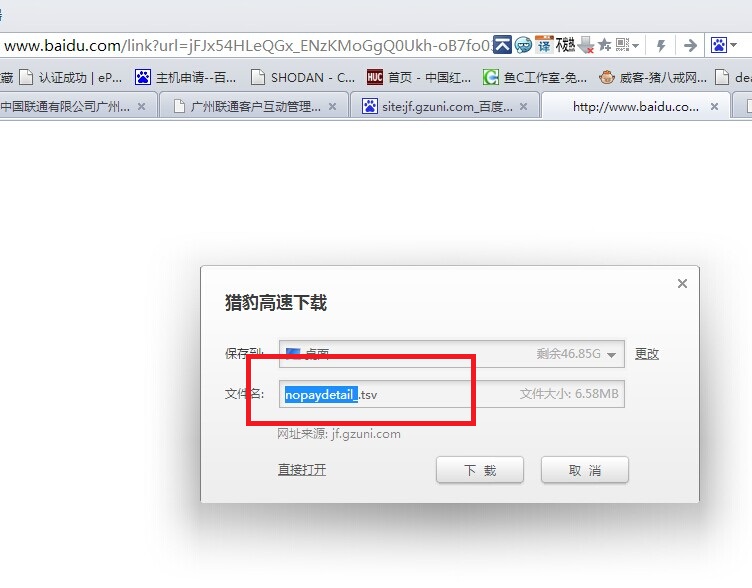 www.baidu.com/link?url=jFJx54HLeQGx_ENzKMoGgQ0Ukh-oB7fo0 译 不燃
藏 认证成功 | eP... 主机申请--百... SHODAN - C... HUC 首页 - 中国红... 鱼C工作室-免... 威客-猪八戒网... dea
中国联通有限公司广州... 广州联通客户互动管理... site:jf.gzuni.com_百度... http://www.baidu.co...
猎豹高速下载
保存到: 桌面 剩余46.85G 更改
文件名: nopaydetail_.tsv 文件大小: 6.58MB
网址来源: jf.gzuni.com
直接打开 下 载 取 消